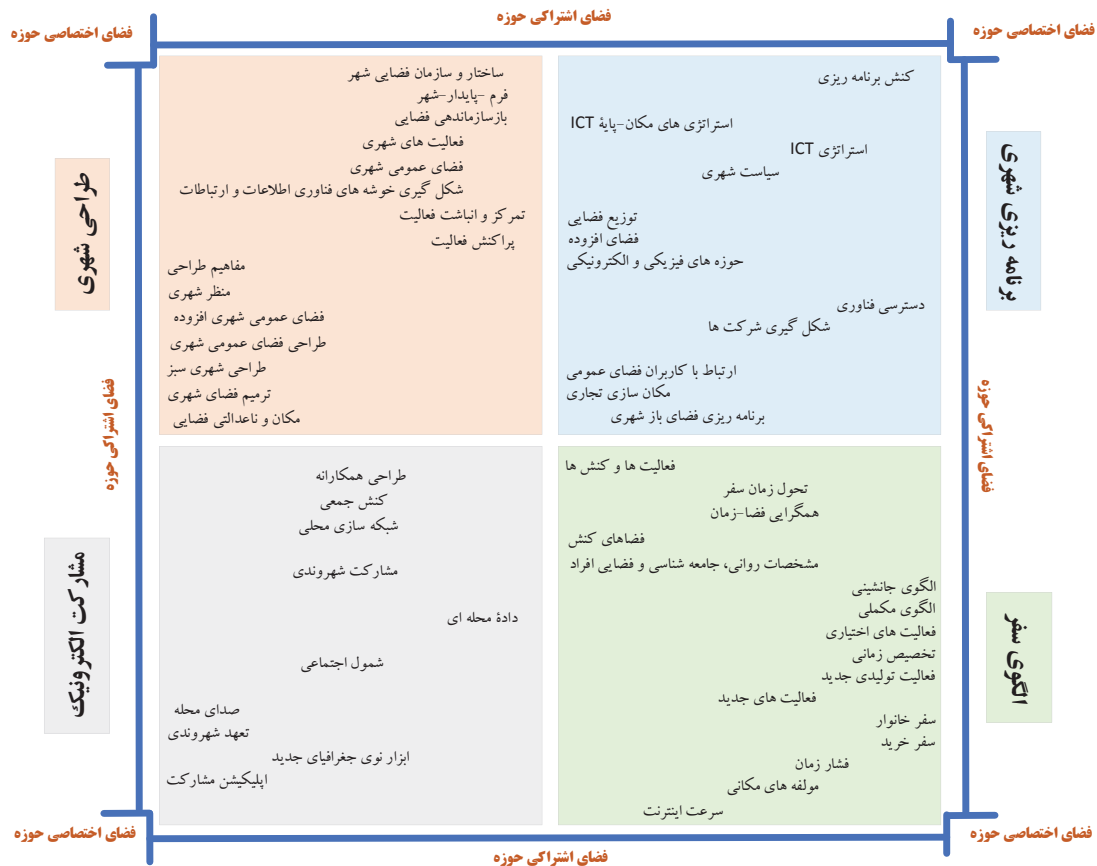 فضای اشتراکی حوزه
فضای اختصاصی حوزه
فضای اختصاصی حوزه
برنامه ریزی شهری
کنش برنامه ریزی
استراتژی های مکان-پایۀ ICT
استراتژی ICT
سیاست شهری
توزیع فضایی
فضای افزوده
حوزه های فیزیکی و الکترونیکی
دسترسی فناوری
شکل گیری شرکت ها
ارتباط با کاربران فضای عمومی
مکان سازی تجاری
برنامه ریزی فضای باز شهری
ساختار و سازمان فضایی شهر
فرم -پایدار-شهر
بازسازماندهی فضایی
فعالیت های شهری
فضای عمومی شهری
شکل گیری خوشه های فناوری اطلاعات و ارتباطات
تمرکز و انباشت فعالیت
پراکنش فعالیت
مفاهیم طراحی
منظر شهری
فضای عمومی شهری افزوده
طراحی فضای عمومی شهری
طراحی شهری سبز
ترمیم فضای شهری
مکان و ناعدالتی فضایی
طراحی شهری
فضای اشتراکی حوزه
فضای اشتراکی حوزه
الگوی سفر
فعالیت ها و کنش ها
تحول زمان سفر
همگرایی فضا-زمان
فضاهای کنش
مشخصات روانی، جامعه شناسی و فضایی افراد
الگوی جانشینی
الگوی مکملی
فعالیت های اختیاری
تخصیص زمانی
فعالیت تولیدی جدید
فعالیت های جدید
سفر خانوار
سفر خرید
فشار زمان
مولفه های مکانی
سرعت اینترنت
طراحی همکارانه
کنش جمعی
شبکه سازی محلی
مشارکت شهروندی
دادۀ محله ای
شمول اجتماعی
صدای محله
تعهد شهروندی
ابزار نوی جغرافیای جدید
اپلیکیشن مشارکت
مشارکت الکترونیک
فضای اختصاصی حوزه
فضای اختصاصی حوزه
فضای اشتراکی حوزه